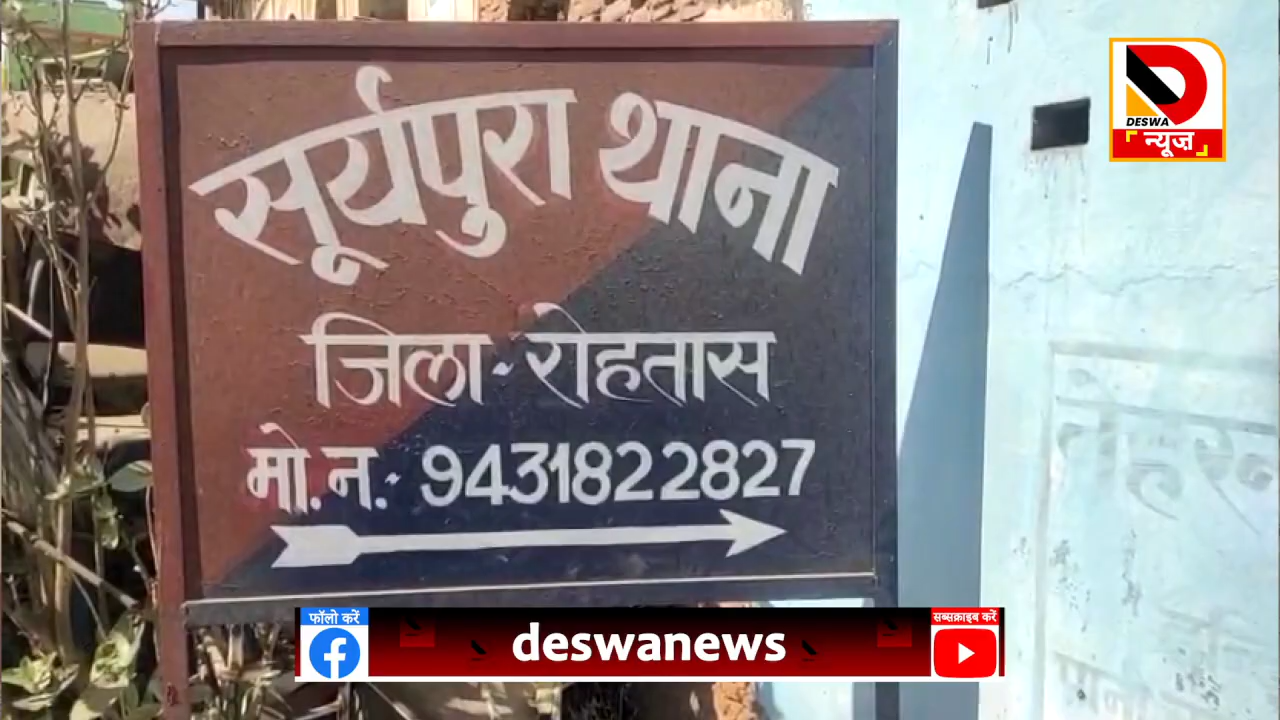 सूर्यपुरा थाना
जिला - रोहतास
मो.न.- 9431822827
DESWA
न्यूज़
फॉलो करें
deswanews
सब्सक्राइब करें